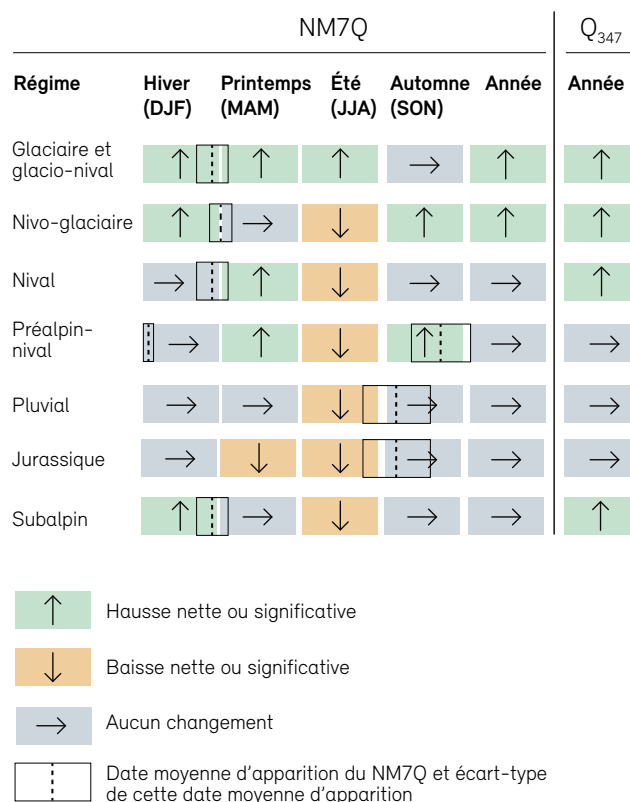 NM7Q Q347
Régime Hiver Printemps Été Automne Année Année
(DJF) (MAM) (JJA) (SON)
Glaciaire et
glacio-nival
Nivo-glaciaire
Nival
Préalpin-
nival
Pluvial
Jurassique
Subalpin
Hausse nette ou significative
Baisse nette ou significative
Aucun changement
Date moyenne d'apparition du NM7Q et écart-type
de cette date moyenne d'apparition